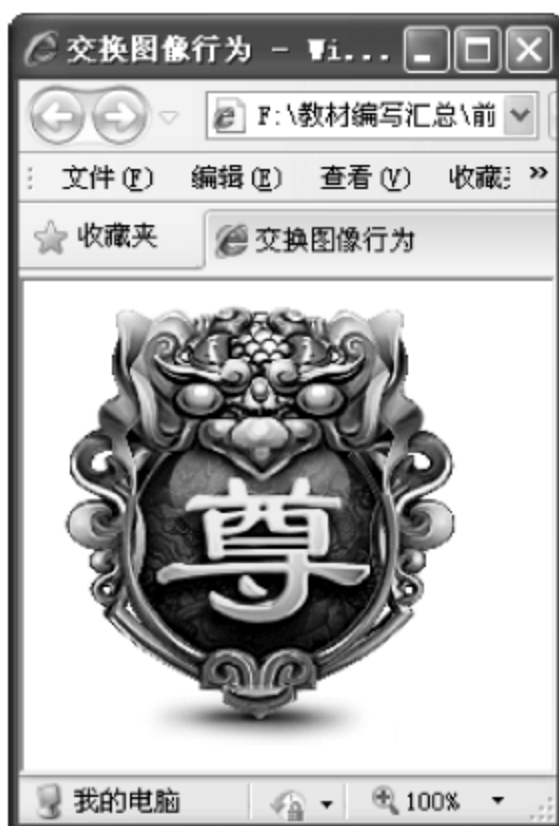 交换图像行为 - Wi...
F:\教材编写汇总\前
文件(F) 编辑(E) 查看(V) 收藏 »
收藏夹 交换图像行为
尊
我的电脑 100%